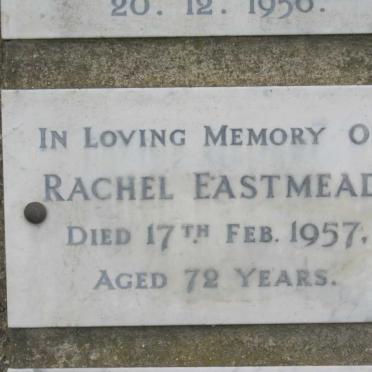 20. 12. 1956.
IN LOVING MEMORY O
RACHEL EASTMEAD
DIED 17TH FEB. 1957,
AGED 72 YEARS.